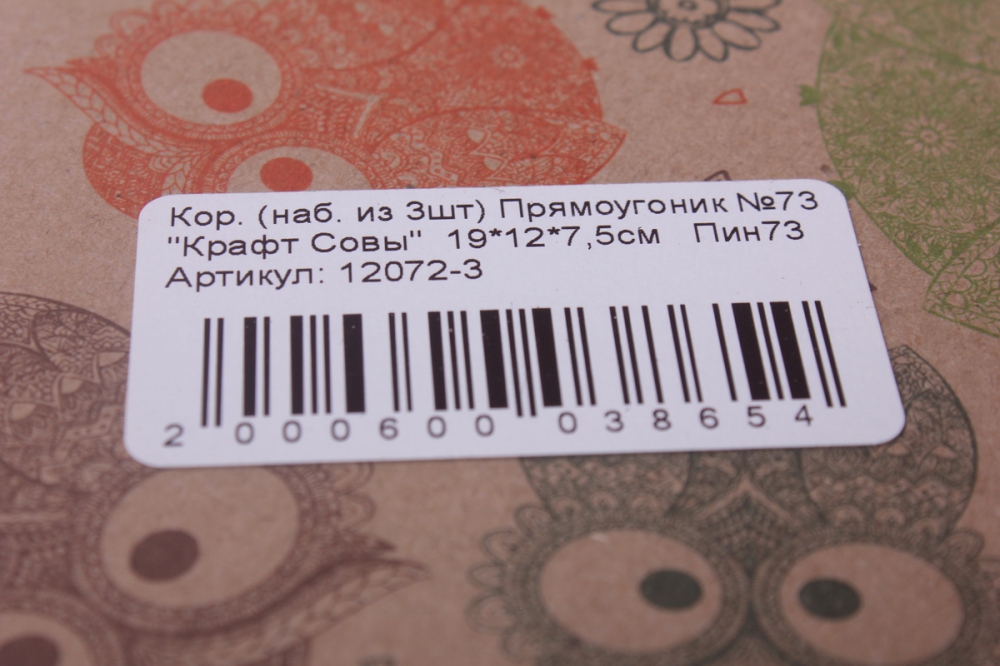 Кор. (наб. из 3шт) Прямоугоник №73
"Крафт Совы" 19*12*7,5см Пин73
Артикул: 12072-3
2 000600 038654